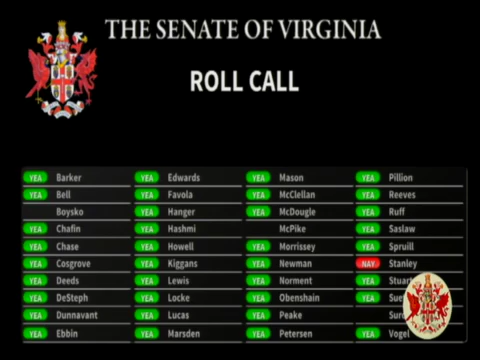 THE SENATE OF VIRGINIA
ROLL CALL
YEA Barker YEA Edwards YEA Mason YEA Pillion
YEA Bell YEA Favola YEA McClellan YEA Reeves
Boysko YEA Hanger YEA McDougle YEA Ruff
YEA Chafin YEA Hashmi McPike YEA Saslaw
YEA Chase YEA Howell YEA Morrissey YEA Spruill
YEA Cosgrove YEA Kiggans YEA Newman NAY Stanley
YEA Deeds YEA Lewis YEA Norment YEA
YEA DeSteph YEA Locke YEA Obenshain YEA
YEA Dunnavant YEA Lucas YEA Peake
YEA Ebbin YEA Marsden YEA Petersen YEA Vogel